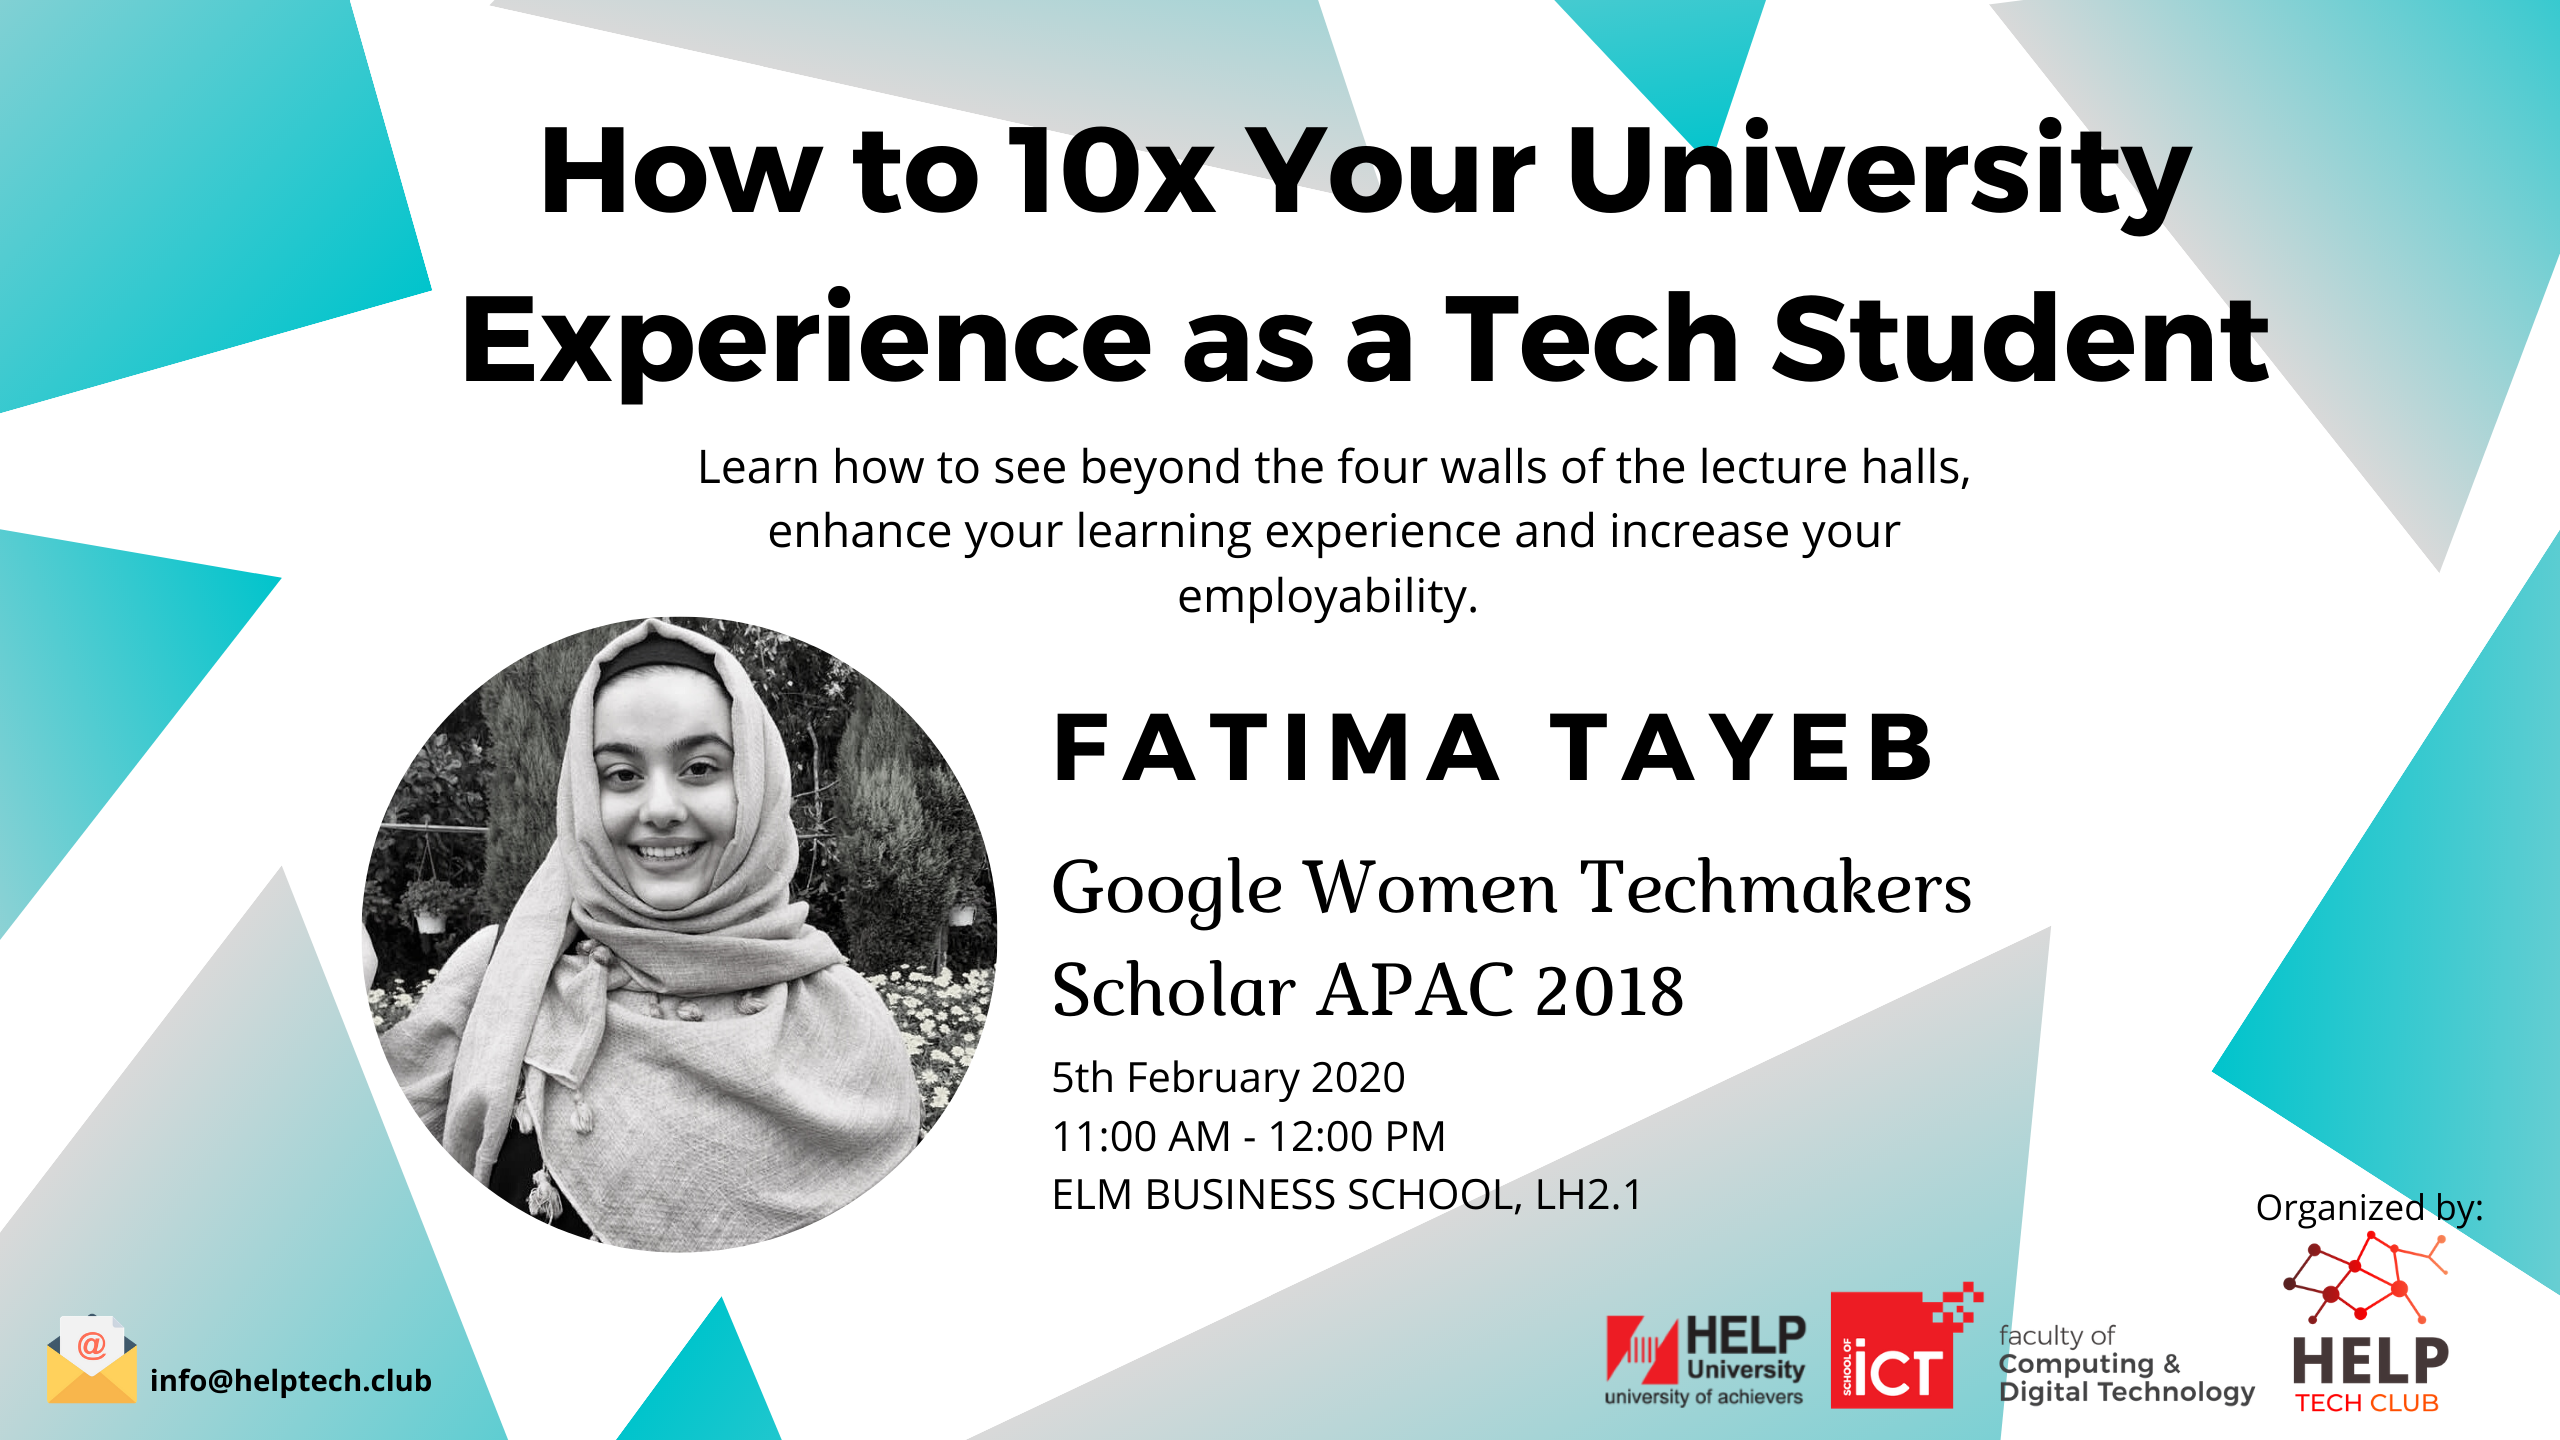 How to 10x Your University
Experience as a Tech Student
Learn how to see beyond the four walls of the lecture halls,
enhance your learning experience and increase your
employability.
FATIMA TAYEB
Google Women Techmakers
Scholar APAC 2018
5th February 2020
11:00 AM - 12:00 PM
ELM BUSINESS SCHOOL, LH2.1
@
info@helptech.club
HELP
University
university of achievers
SCHOOL OF
iCT
faculty of
Computing &
Digital Technology
Organized by:
HELP
TECH CLUB